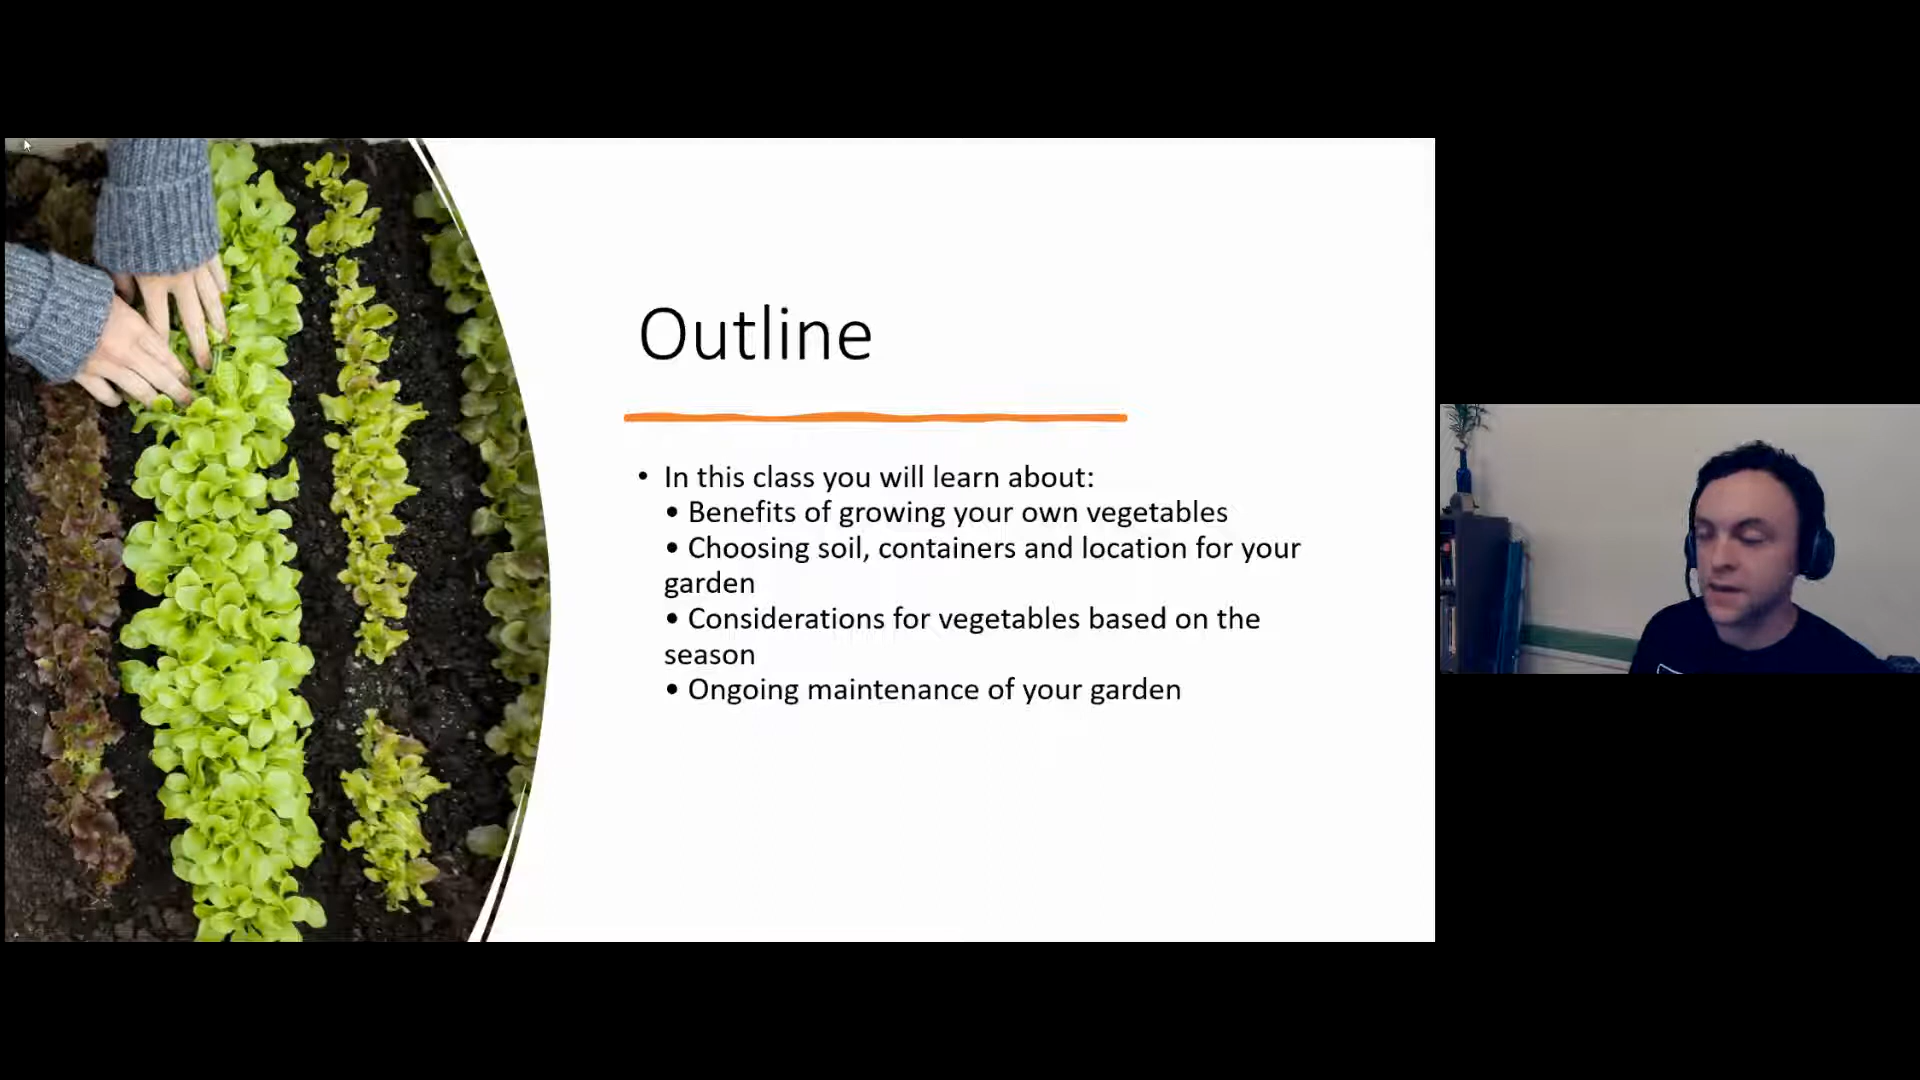 Outline
• In this class you will learn about:
• Benefits of growing your own vegetables
• Choosing soil, containers and location for your
garden
• Considerations for vegetables based on the
season
• Ongoing maintenance of your garden